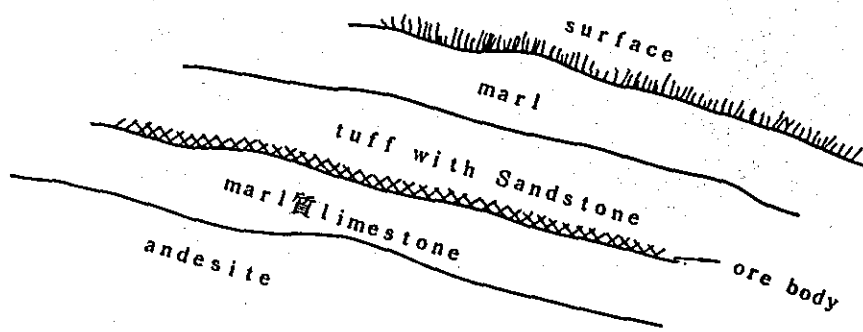 surface
marl
tuff with Sandstone
marl質limestone
andesite
ore body